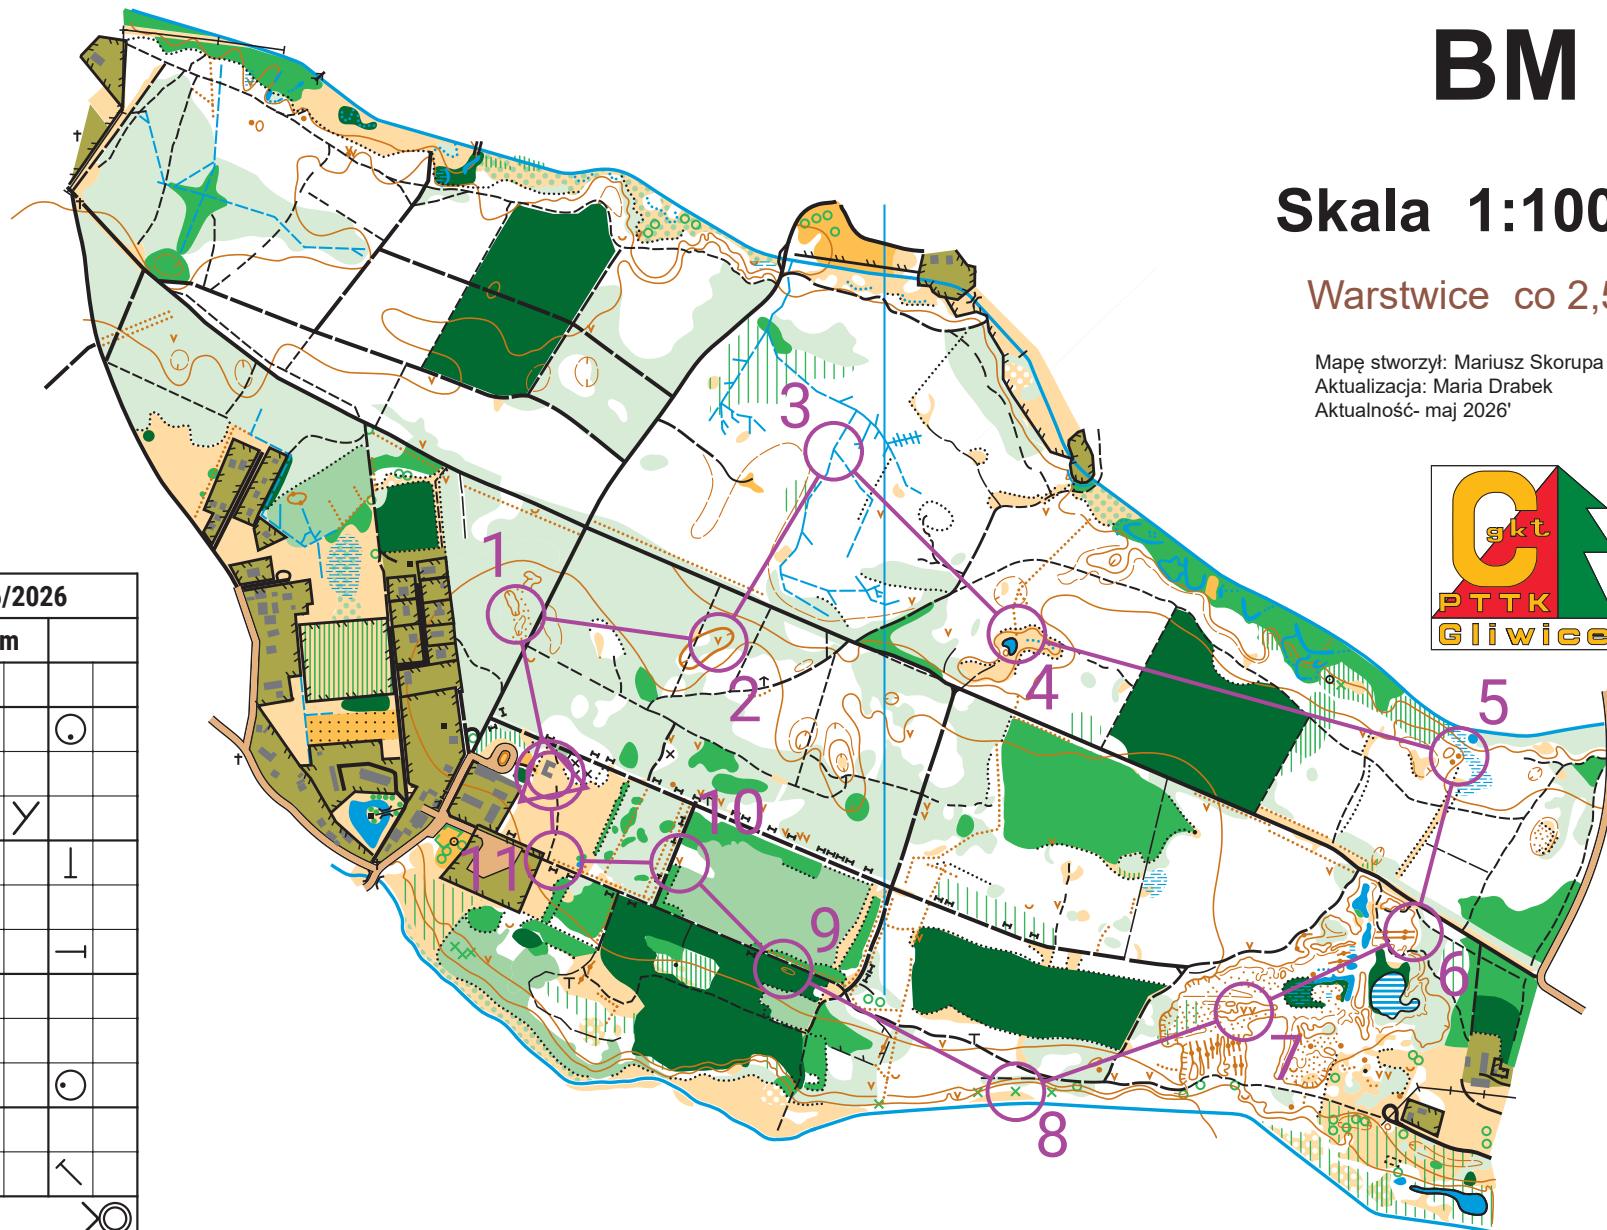 BM
Skala 1:100
Warstwice co 2,5
Mapę stworzył: Mariusz Skorupa
Aktualizacja: Maria Drabek
Aktualność- maj 2026'
C gkt
PTTK
Gliwice
/2026
m
1
2
3
4
5
6
7
8
9
10
11